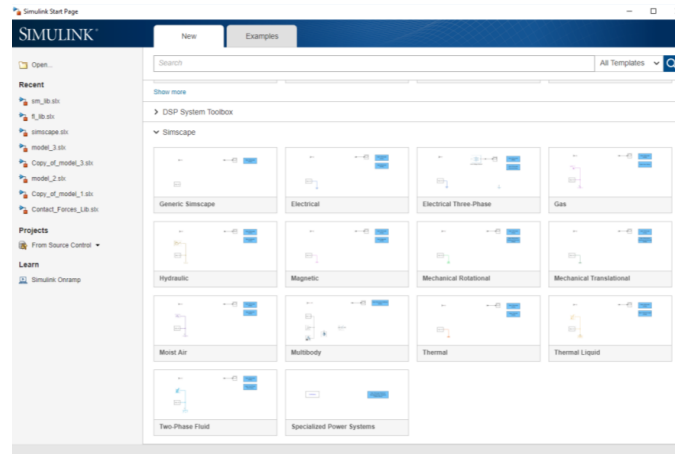 Simulink Start Page
SIMULINK®
New
Examples
Open...
Recent
sm_lib.slx
fl_lib.slx
simscape.slx
model_3.slx
Copy_of_model_3.slx
model_2.slx
Copy_of_model_1.slx
Contact_Forces_Lib.slx
Projects
From Source Control
Learn
Simulink Onramp
Search
All Templates
Show more
DSP System Toolbox
Simscape
Generic Simscape
Electrical
Electrical Three-Phase
Gas
Hydraulic
Magnetic
Mechanical Rotational
Mechanical Translational
Moist Air
Multibody
Thermal
Thermal Liquid
Two-Phase Fluid
Specialized Power Systems